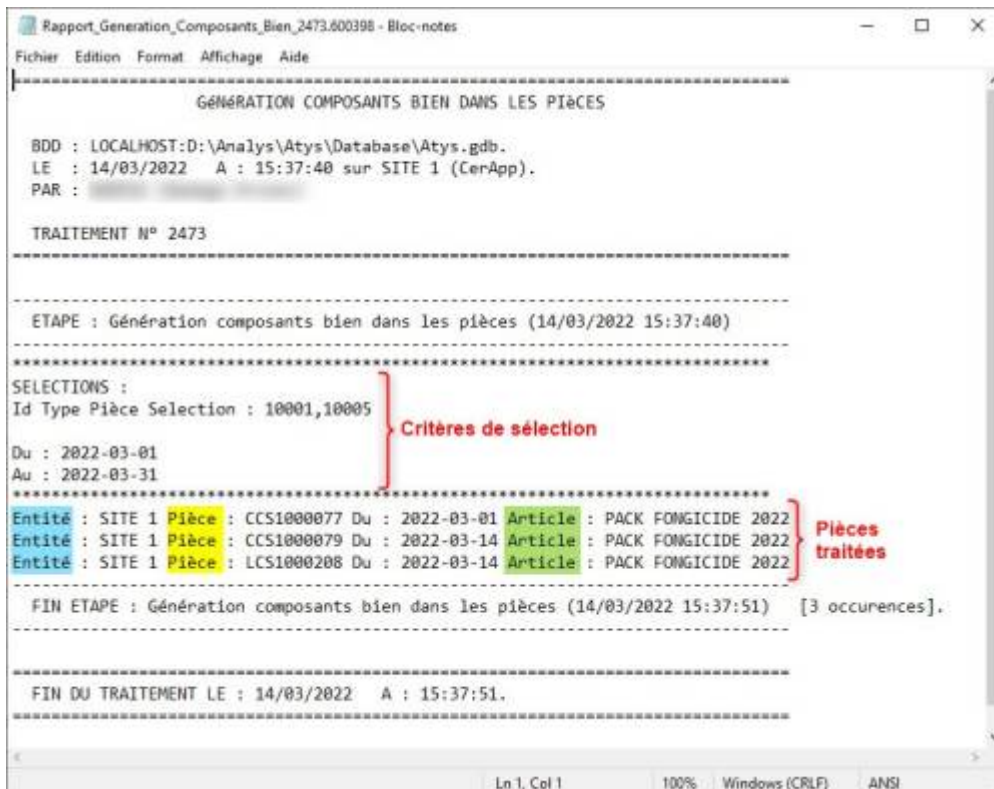 Rapport_Generation_Composants_Bien_2473.600398 - Bloc-notes
Fichier Edition Format Affichage Aide
GéNéRATION COMPOSANTS BIEN DANS LES PIèCES
BDD : LOCALHOST:D:\Analys\Atys\Database\Atys.gdb.
LE : 14/03/2022 A : 15:37:40 sur SITE 1 (CerApp).
PAR :
TRAITEMENT N° 2473
ETAPE : Génération composants bien dans les pièces (14/03/2022 15:37:40)
SELECTIONS :
Id Type Pièce Selection : 10001,10005
Critères de sélection
Du : 2022-03-01
Au : 2022-03-31
Entité : SITE 1 Pièce : CCS1000077 Du : 2022-03-01 Article : PACK FONGICIDE 2022
Entité : SITE 1 Pièce : CCS1000079 Du : 2022-03-14 Article : PACK FONGICIDE 2022
Entité : SITE 1 Pièce : LCS1000208 Du : 2022-03-14 Article : PACK FONGICIDE 2022
Pièces
traitées
FIN ETAPE : Génération composants bien dans les pièces (14/03/2022 15:37:51) [3 occurences].
FIN DU TRAITEMENT LE : 14/03/2022 A : 15:37:51.
Ln 1, Col 1 100% Windows (CRLF) ANSI